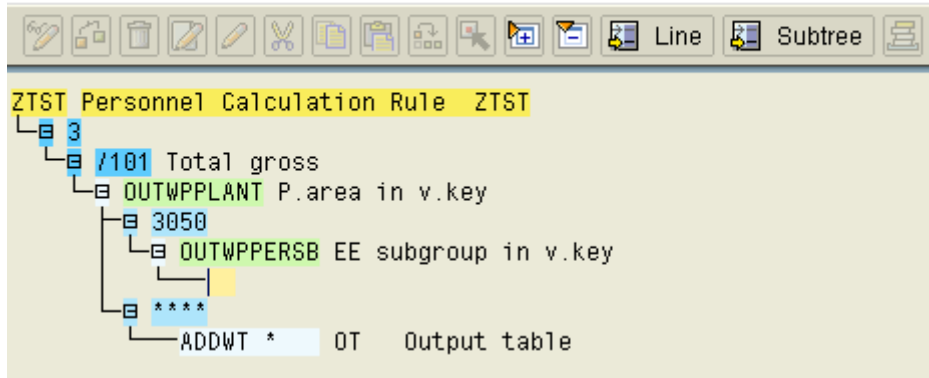 Line Subtree
ZTST Personnel Calculation Rule ZTST
3
/101 Total gross
OUTWPPLANT P.area in v.key
3050
OUTWPPERSB EE subgroup in v.key
****
ADDWT * OT Output table